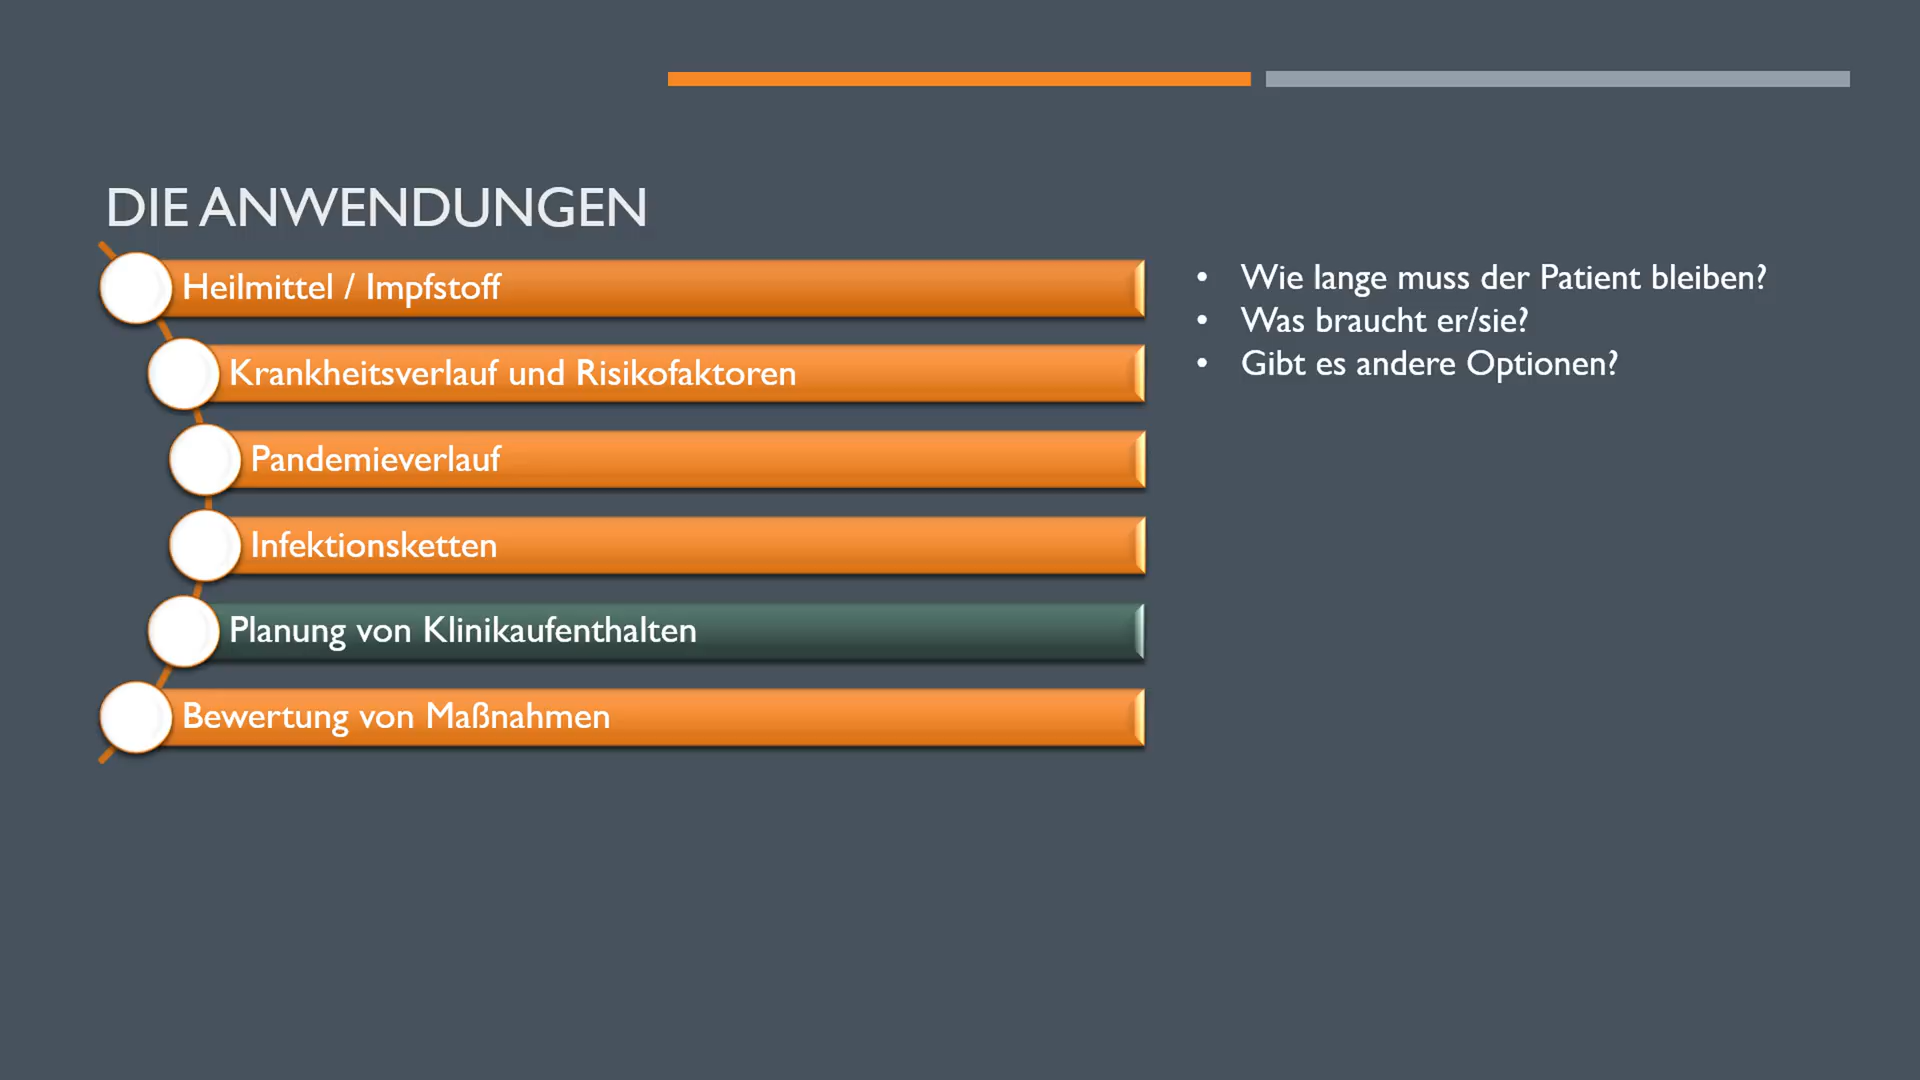 DIE ANWENDUNGEN
Heilmittel / Impfstoff
Krankheitsverlauf und Risikofaktoren
Pandemieverlauf
Infektionsketten
Planung von Klinikaufenthalten
Bewertung von Maßnahmen
• Wie lange muss der Patient bleiben?
• Was braucht er/sie?
• Gibt es andere Optionen?